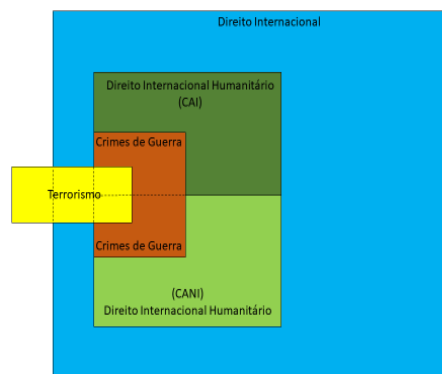 Direito Internacional
Direito Internacional Humanitário
(CAI)
Crimes de Guerra
Terrorismo
Crimes de Guerra
(CANI)
Direito Internacional Humanitário